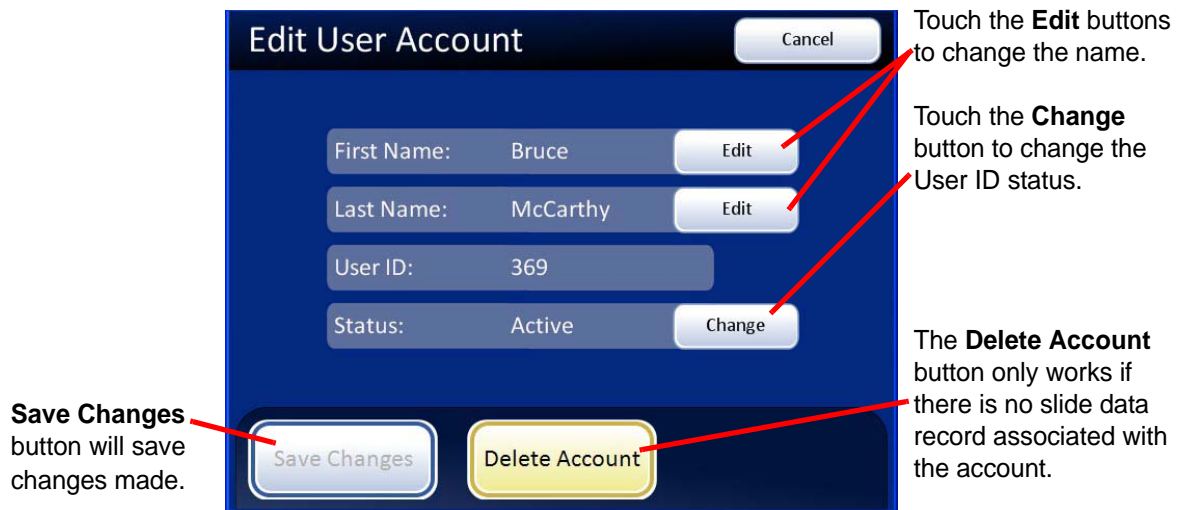 Edit User Account
Cancel
Touch the Edit buttons
to change the name.
Touch the Change
button to change the
User ID status.
First Name: Bruce Edit
Last Name: McCarthy Edit
User ID: 369
Status: Active Change
The Delete Account
button only works if
there is no slide data
record associated with
the account.
Save Changes
button will save
changes made.
Save Changes
Delete Account